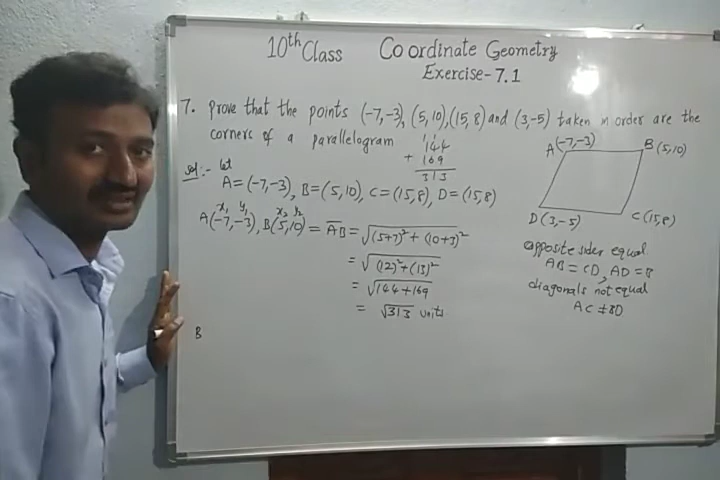 10th Class Coordinate Geometry
Exercise-7.1
7. Prove that the points (-7,-3), (5,10), (15,8) and (3,-5) taken in order are the
corners of a parallelogram
1 1
144
+ 169
313
Sol:- let
A = (-7,-3), B = (5,10), C = (15,8), D = (15,8)
x₁ y₁ x₂ y₂
A(-7,-3), B(5,10) = AB = √(5+7)² + (10+3)²
= √(12)² + (13)²
= √144+169
= √313 units
B
A(-7,-3) B(5,10)
D(3,-5) C(15,8)
opposite sides equal.
AB = CD, AD = B
diagonals not equal
AC ≠ BD